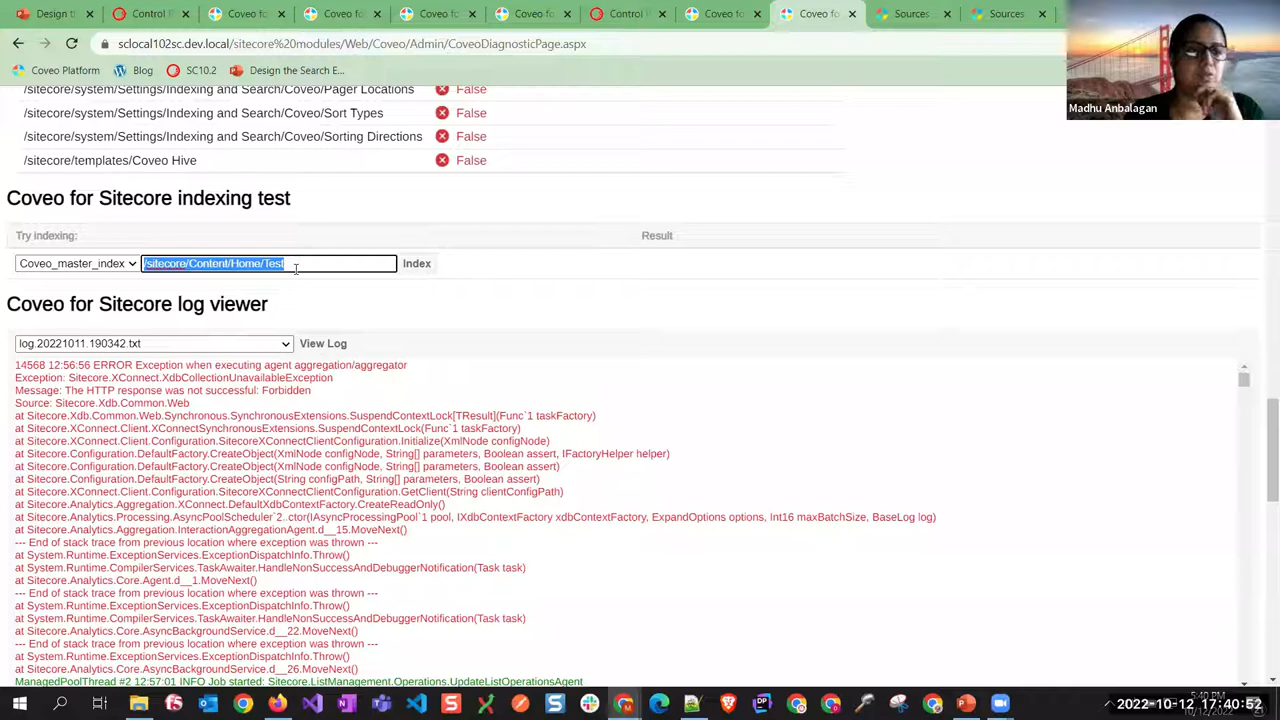 Control
Control
Coveo fo
Sources
Sources
sclocal102sc.dev.local/sitecore%20modules/Web/Coveo/Admin/CoveoDiagnosticPage.aspx
Coveo Platform
Blog
SC10.2
Design the Search E...
Madhu Anbalagan
/sitecore/system/Settings/Indexing and Search/Coveo/Pager Locations False
/sitecore/system/Settings/Indexing and Search/Coveo/Sort Types False
/sitecore/system/Settings/Indexing and Search/Coveo/Sorting Directions False
/sitecore/templates/Coveo Hive False
Coveo for Sitecore indexing test
Try indexing: Result
Coveo_master_index /sitecore/Content/Home/Test Index
Coveo for Sitecore log viewer
log.20221011.190342.txt View Log
14568 12:56:56 ERROR Exception when executing agent aggregation/aggregator
Exception: Sitecore.XConnect.XdbCollectionUnavailableException
Message: The HTTP response was not successful: Forbidden
Source: Sitecore.Xdb.Common.Web
at Sitecore.Xdb.Common.Web.Synchronous.SynchronousExtensions.SuspendContextLock[TResult](Func`1 taskFactory)
at Sitecore.XConnect.Client.XConnectSynchronousExtensions.SuspendContextLock(Func`1 taskFactory)
at Sitecore.XConnect.Client.Configuration.SitecoreXConnectClientConfiguration.Initialize(XmlNode configNode)
at Sitecore.Configuration.DefaultFactory.CreateObject(XmlNode configNode, String[] parameters, Boolean assert, IFactoryHelper helper)
at Sitecore.Configuration.DefaultFactory.CreateObject(XmlNode configNode, String[] parameters, Boolean assert)
at Sitecore.Configuration.DefaultFactory.CreateObject(String configPath, String[] parameters, Boolean assert)
at Sitecore.XConnect.Client.Configuration.SitecoreXConnectClientConfiguration.GetClient(String clientConfigPath)
at Sitecore.Analytics.Aggregation.XConnect.DefaultXdbContextFactory.CreateReadOnly()
at Sitecore.Analytics.Processing.AsyncPoolScheduler`2..ctor(IAsyncProcessingPool`1 pool, IXdbContextFactory xdbContextFactory, ExpandOptions options, Int16 maxBatchSize, BaseLog log)
at Sitecore.Analytics.Aggregation.InteractionAggregationAgent.d__15.MoveNext()
--- End of stack trace from previous location where exception was thrown ---
at System.Runtime.ExceptionServices.ExceptionDispatchInfo.Throw()
at System.Runtime.CompilerServices.TaskAwaiter.HandleNonSuccessAndDebuggerNotification(Task task)
at Sitecore.Analytics.Core.Agent.d__1.MoveNext()
--- End of stack trace from previous location where exception was thrown ---
at System.Runtime.ExceptionServices.ExceptionDispatchInfo.Throw()
at System.Runtime.CompilerServices.TaskAwaiter.HandleNonSuccessAndDebuggerNotification(Task task)
at Sitecore.Analytics.Core.AsyncBackgroundService.d__22.MoveNext()
--- End of stack trace from previous location where exception was thrown ---
at System.Runtime.ExceptionServices.ExceptionDispatchInfo.Throw()
at Sitecore.Analytics.Core.AsyncBackgroundService.d__26.MoveNext()
ManagedPoolThread #2 12:57:01 INFO Job started: Sitecore.ListManagement.Operations.UpdateListOperationsAgent
2022-10-12 17:40:52